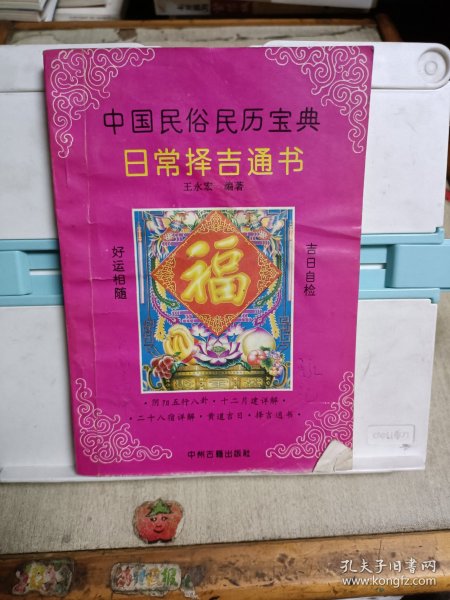 中国民俗民历宝典
日常择吉通书
王永宏 编著
好运相随
吉日自检
福
·阴阳五行八卦·十二月建详解·
·二十八宿详解·黄道吉日·择吉通书·
中州古籍出版社
孔夫子旧书网
www.kongfz.com